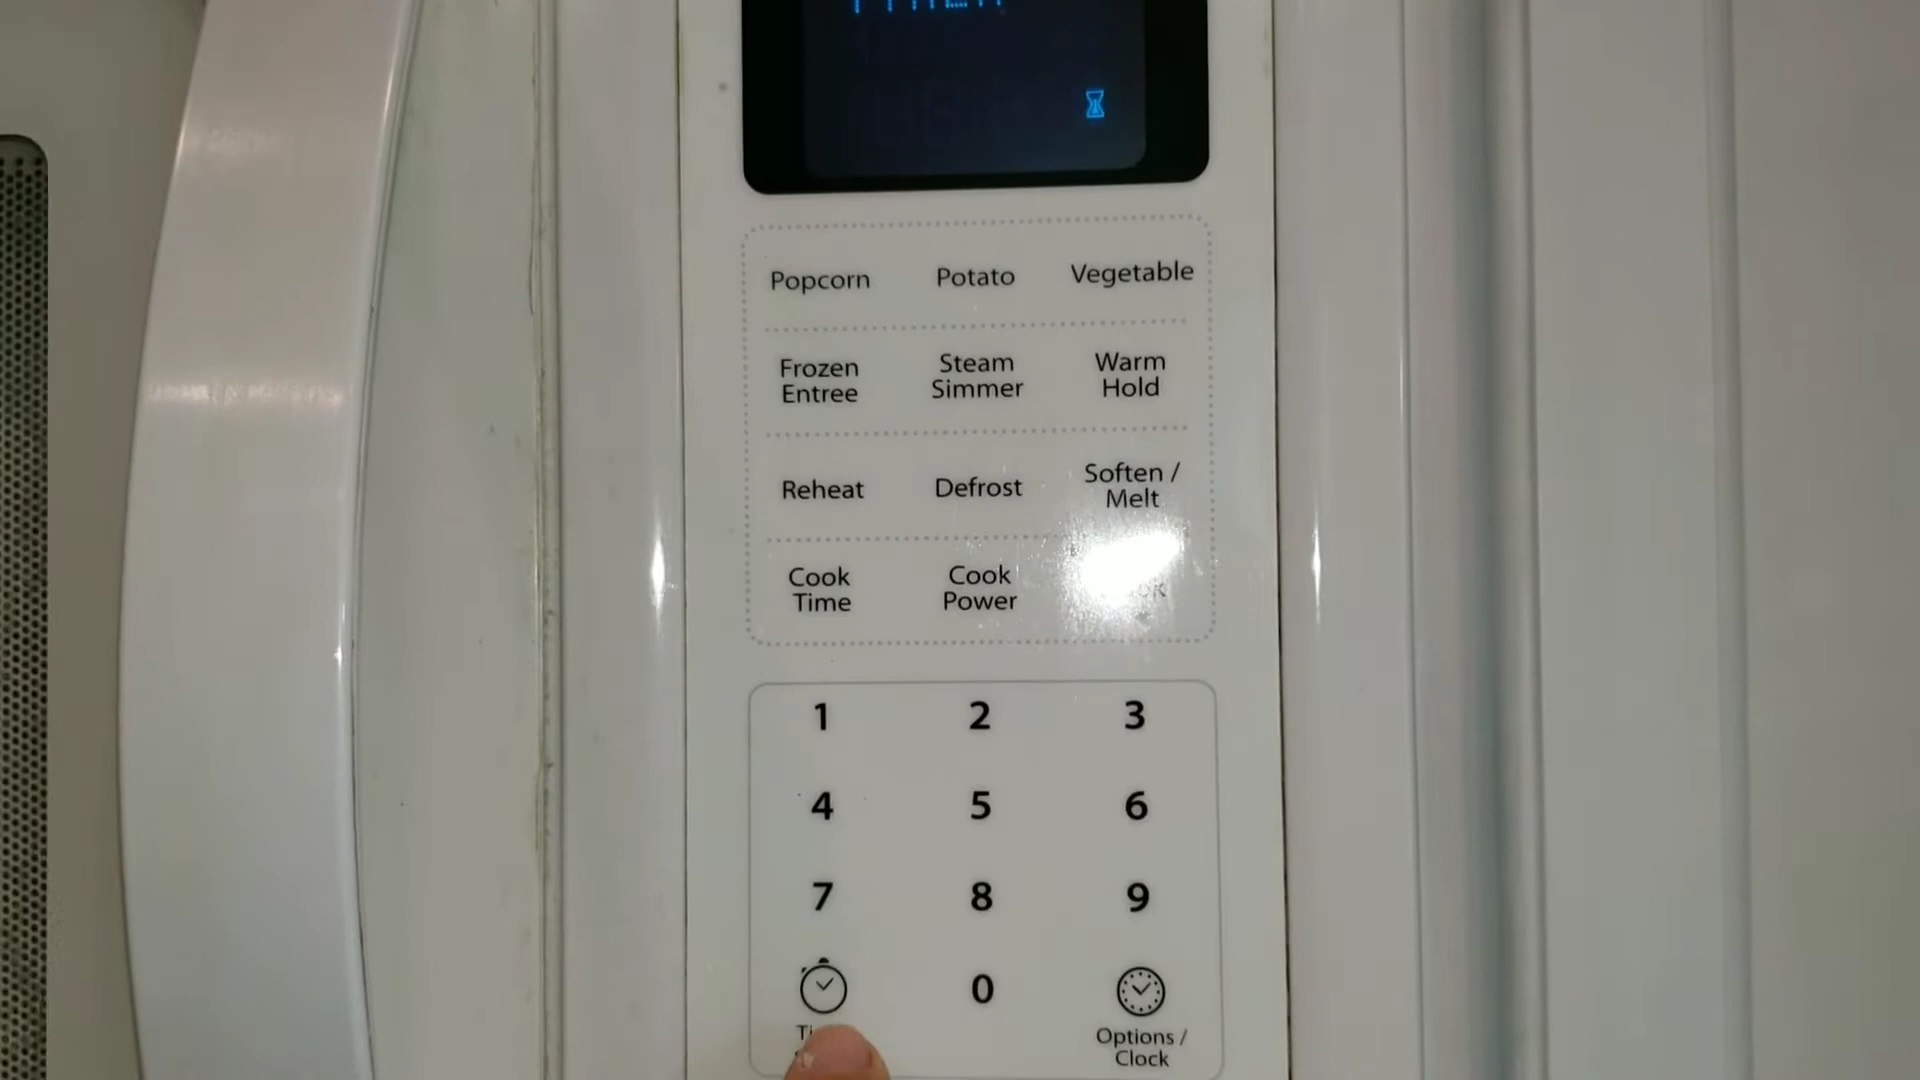 Popcorn Potato Vegetable
Frozen Entree
Steam Simmer
Warm Hold
Reheat Defrost
Soften / Melt
Cook Time
Cook Power
1 2 3
4 5 6
7 8 9
0
Options / Clock